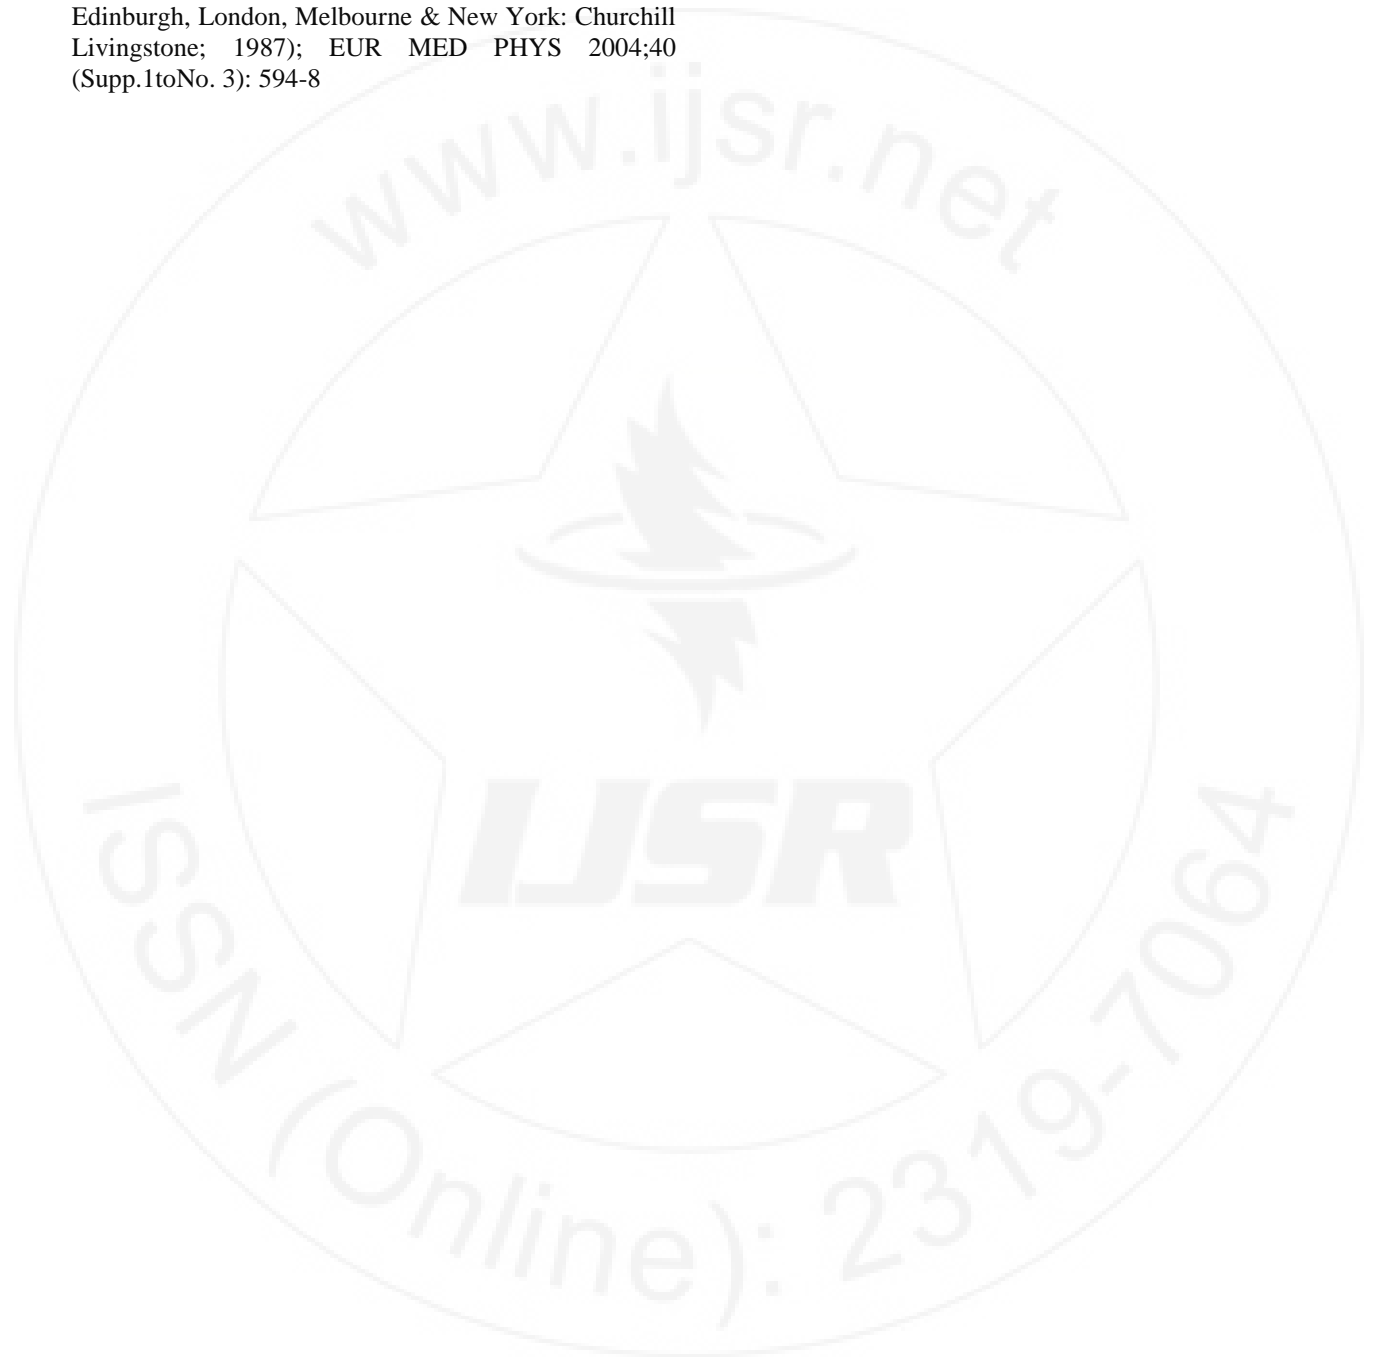 Edinburgh, London, Melbourne & New York: Churchill
Livingstone; 1987); EUR MED PHYS 2004;40
(Supp.1toNo. 3): 594-8
www.ijsr.net
IJSR
ISSN (Online): 2319-7064